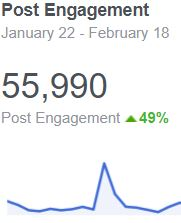 Post Engagement
January 22 - February 18
55,990
Post Engagement 49%